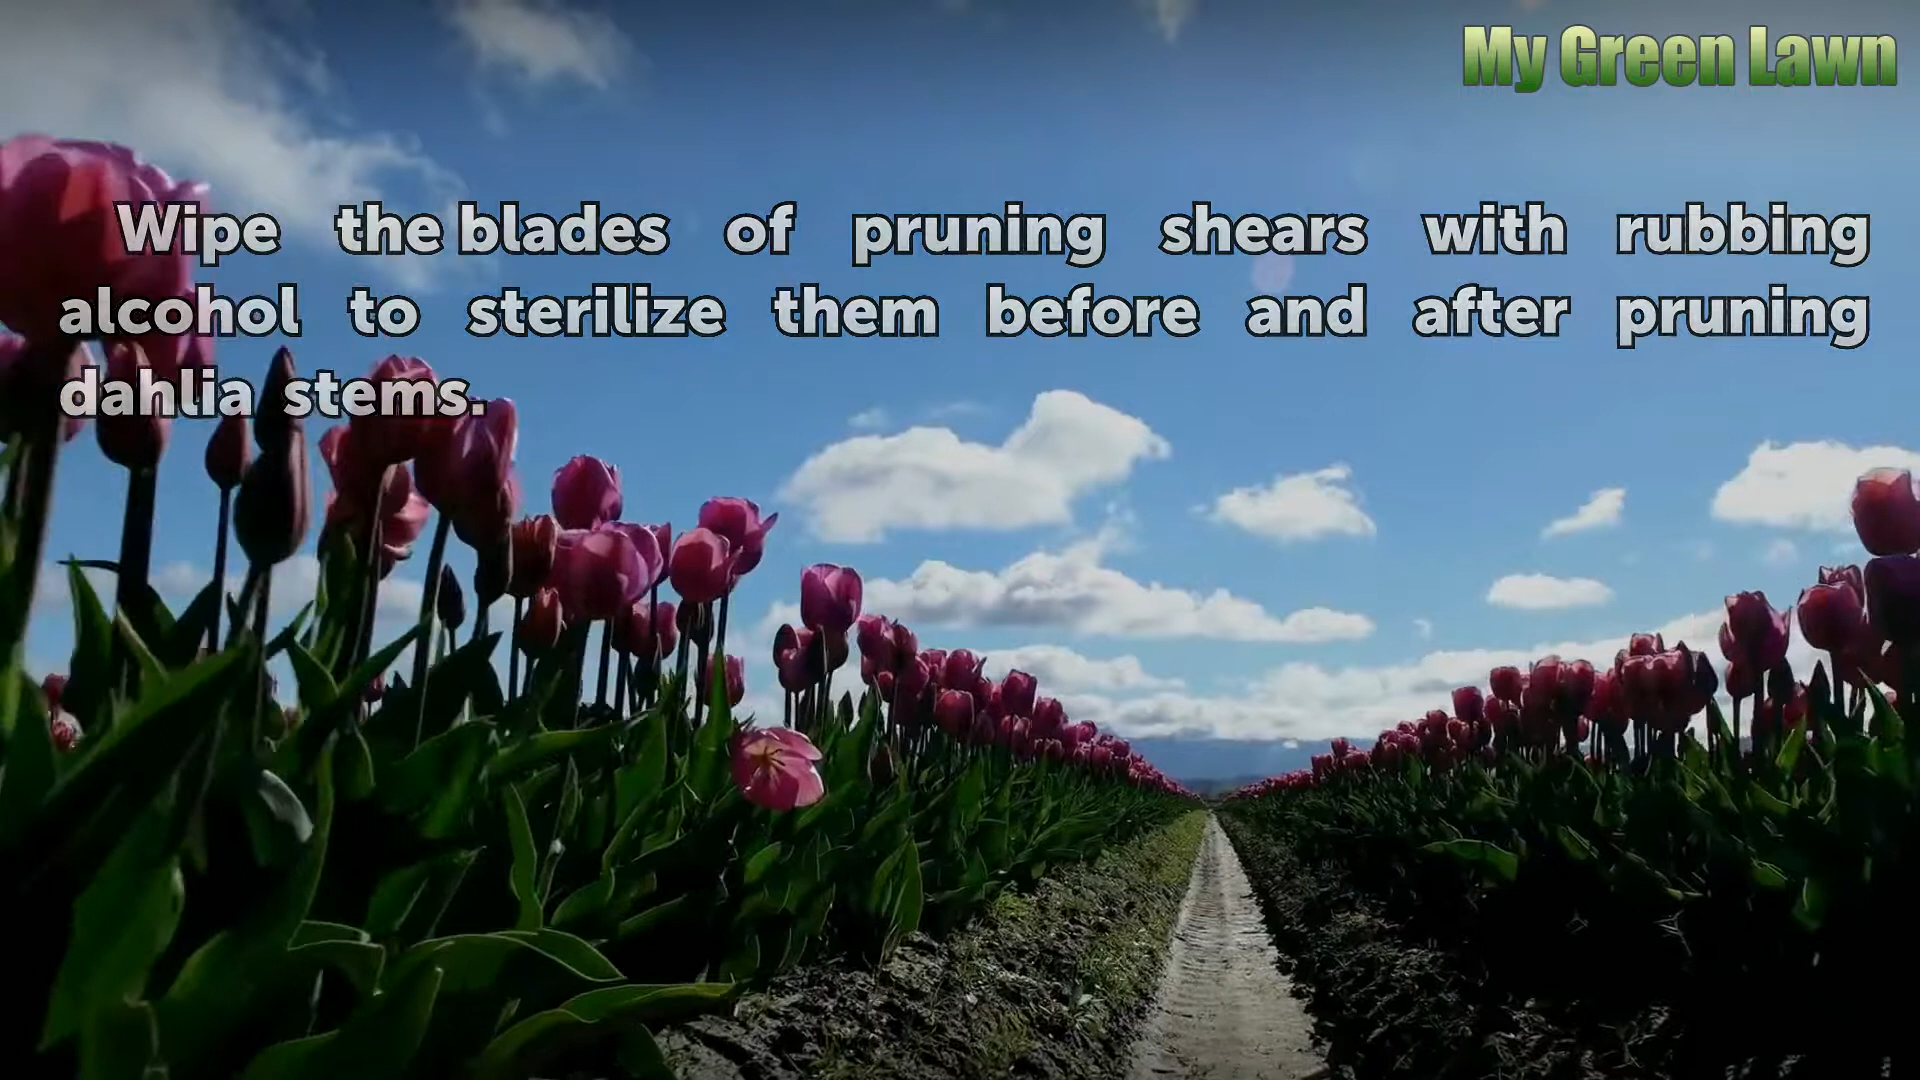 My Green Lawn
Wipe the blades of pruning shears with rubbing
alcohol to sterilize them before and after pruning
dahlia stems.